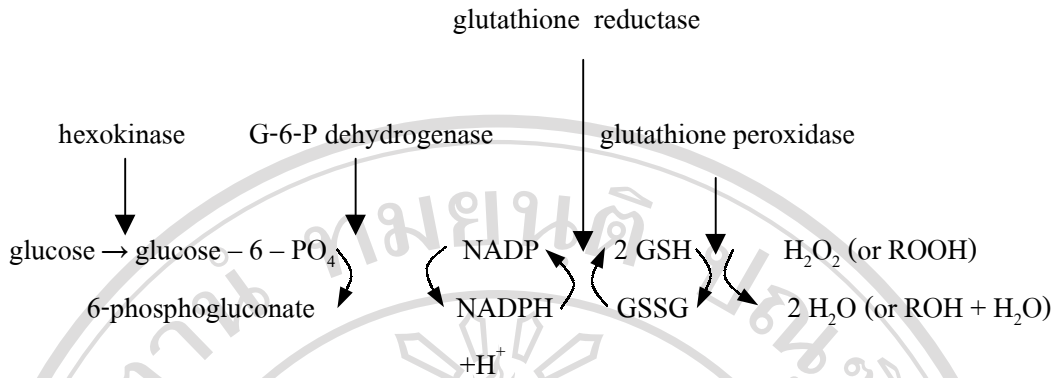 glutathione reductase
hexokinase G-6-P dehydrogenase glutathione peroxidase
glucose → glucose – 6 – PO₄ NADP 2 GSH H₂O₂ (or ROOH)
6-phosphogluconate NADPH GSSG 2 H₂O (or ROH + H₂O)
+H⁺